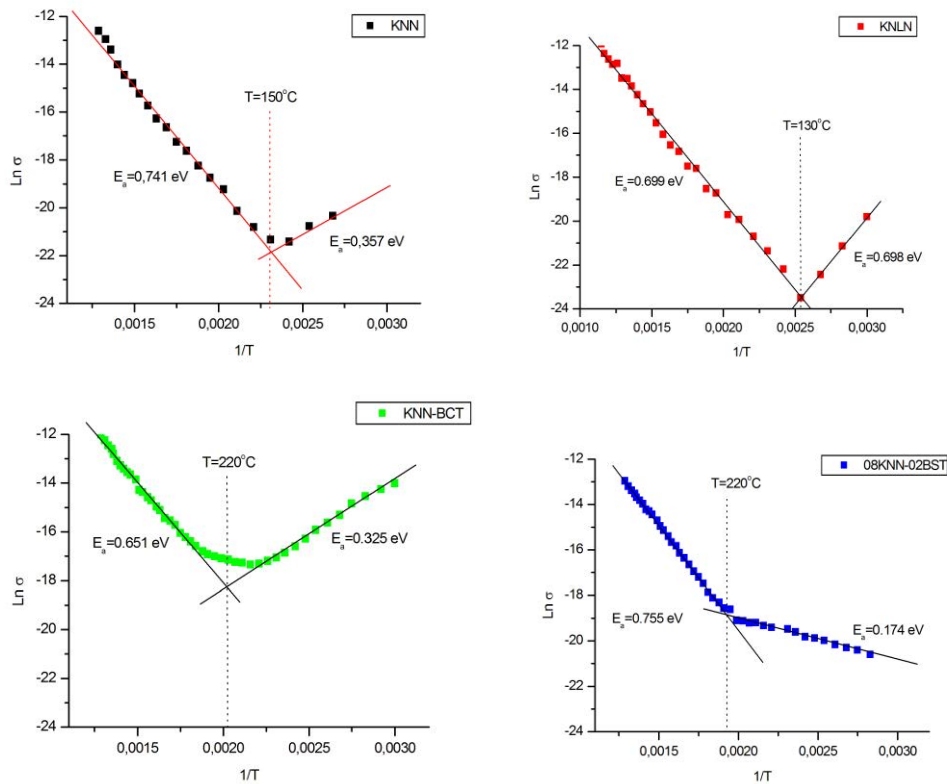 KNN
-12
-14
-16
-18
-20
-22
-24
Ln σ
T=150°C
Eₐ=0,741 eV
Eₐ=0,357 eV
0,0015
0,0020
0,0025
0,0030
1/T
KNLN
-12
-14
-16
-18
-20
-22
-24
Ln σ
T=130°C
Eₐ=0.699 eV
Eₐ=0.698 eV
0,0010
0,0015
0,0020
0,0025
0,0030
1/T
KNN-BCT
-12
-14
-16
-18
-20
-22
-24
Ln σ
T=220°C
Eₐ=0.651 eV
Eₐ=0.325 eV
0,0015
0,0020
0,0025
0,0030
1/T
08KNN-02BST
-12
-14
-16
-18
-20
-22
-24
Ln σ
T=220°C
Eₐ=0.755 eV
Eₐ=0.174 eV
0,0015
0,0020
0,0025
0,0030
1/T